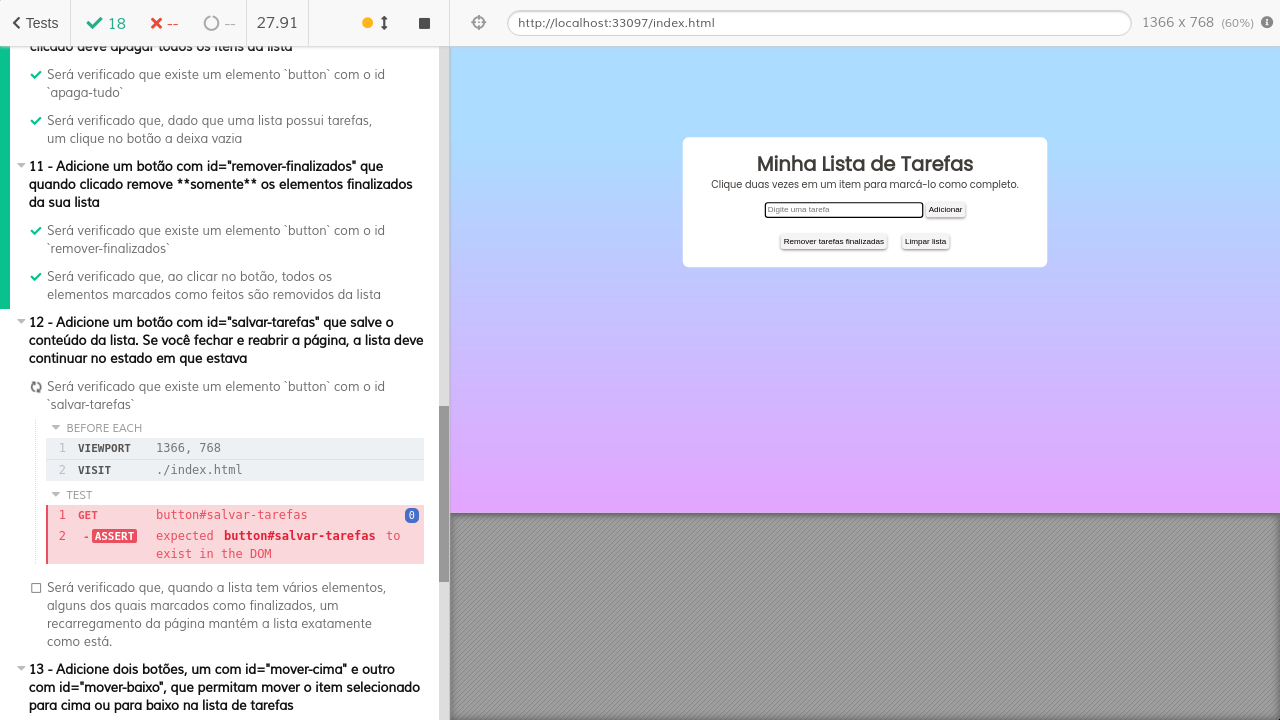 Tests
18
--
--
27.91
http://localhost:33097/index.html
1366 x 768 (60%)
clicado deve apagar todos os itens da lista
Será verificado que existe um elemento `button` com o id
`apaga-tudo`
Será verificado que, dado que uma lista possui tarefas,
um clique no botão a deixa vazia
11 - Adicione um botão com id="remover-finalizados" que
quando clicado remove **somente** os elementos finalizados
da sua lista
Será verificado que existe um elemento `button` com o id
`remover-finalizados`
Será verificado que, ao clicar no botão, todos os
elementos marcados como feitos são removidos da lista
12 - Adicione um botão com id="salvar-tarefas" que salve o
conteúdo da lista. Se você fechar e reabrir a página, a lista deve
continuar no estado em que estava
Será verificado que existe um elemento `button` com o id
`salvar-tarefas`
BEFORE EACH
1 VIEWPORT 1366, 768
2 VISIT ./index.html
TEST
1 GET button#salvar-tarefas 0
2 -ASSERT expected button#salvar-tarefas to
exist in the DOM
Será verificado que, quando a lista tem vários elementos,
alguns dos quais marcados como finalizados, um
recarregamento da página mantém a lista exatamente
como está.
13 - Adicione dois botões, um com id="mover-cima" e outro
com id="mover-baixo", que permitam mover o item selecionado
para cima ou para baixo na lista de tarefas
Minha Lista de Tarefas
Clique duas vezes em um item para marcá-lo como completo.
Digite uma tarefa
Adicionar
Remover tarefas finalizadas
Limpar lista